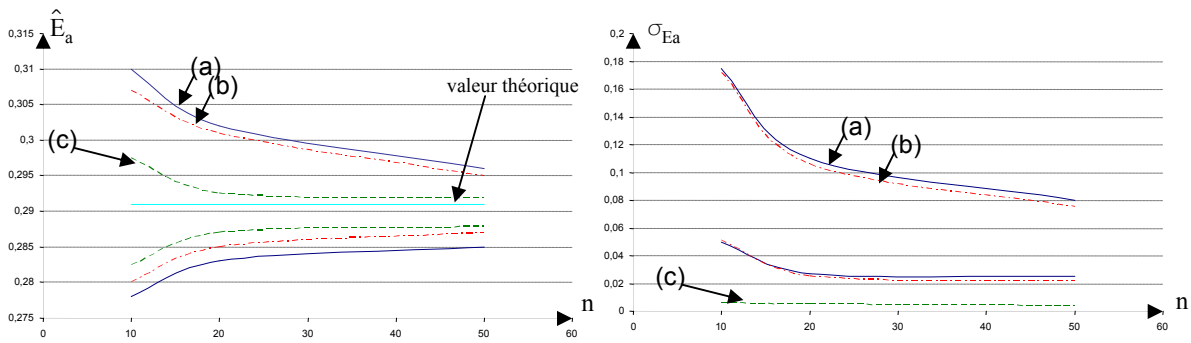 Ê
a
0,315
0,31
0,305
0,3
0,295
0,29
0,285
0,28
0,275
0
10
20
30
40
50
60
n
(a)
(b)
(c)
valeur théorique
σEa
0,2
0,18
0,16
0,14
0,12
0,1
0,08
0,06
0,04
0,02
0
0
10
20
30
40
50
60
n
(a)
(b)
(c)